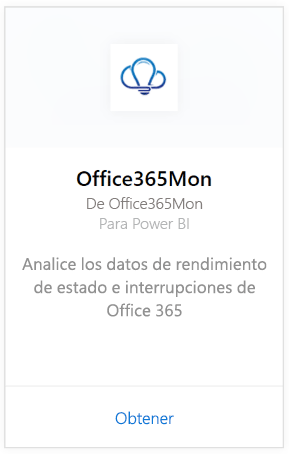 Office365Mon
De Office365Mon
Para Power BI
Analice los datos de rendimiento
de estado e interrupciones de
Office 365
Obtener